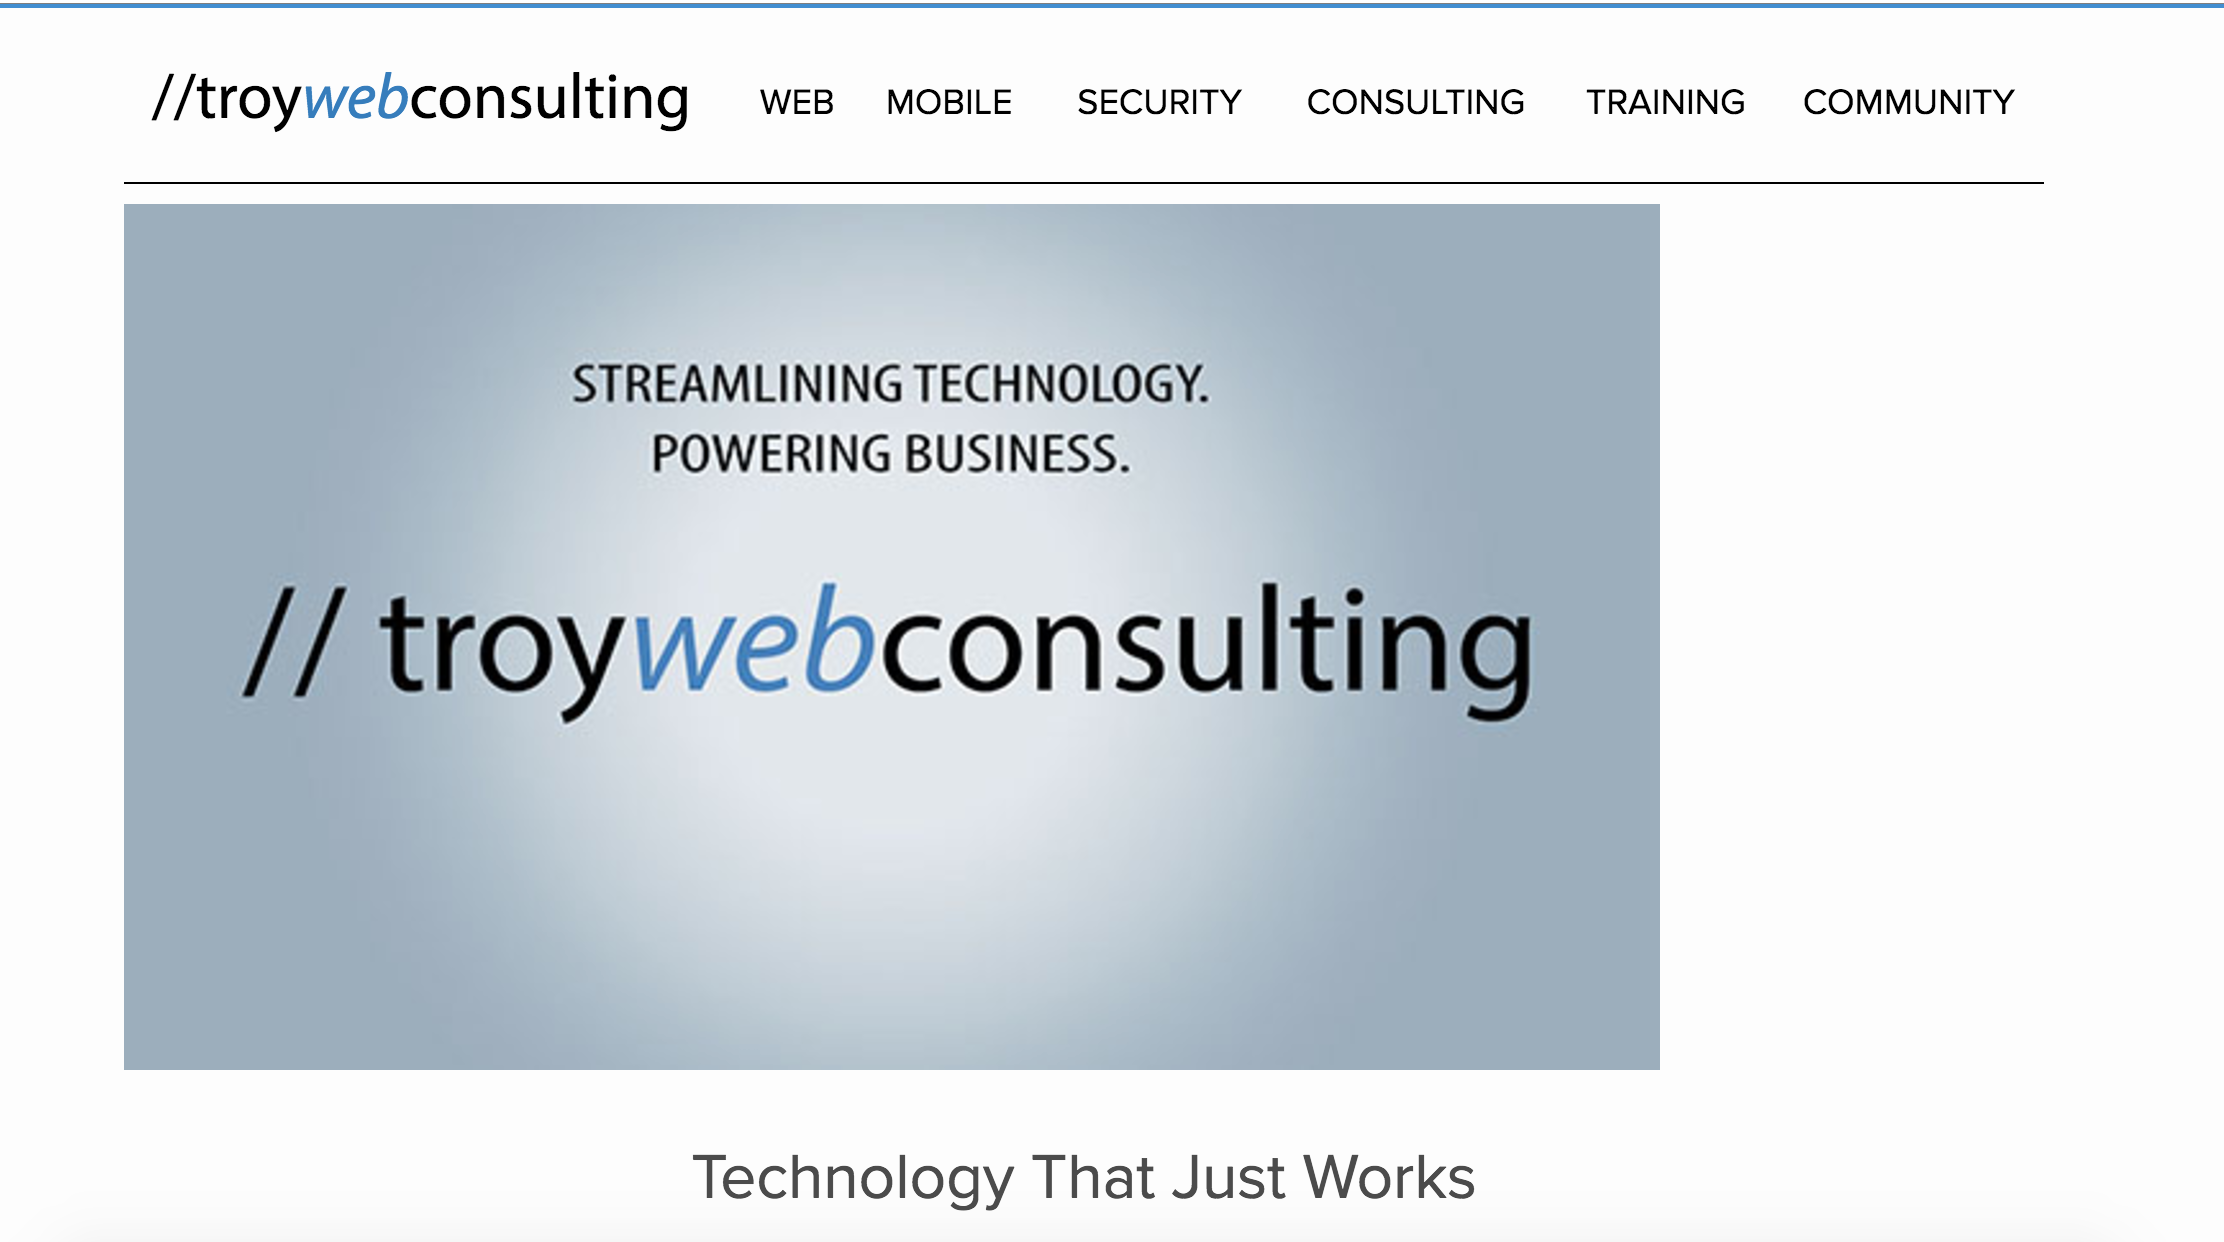 //troywebconsulting WEB MOBILE SECURITY CONSULTING TRAINING COMMUNITY
STREAMLINING TECHNOLOGY.
POWERING BUSINESS.
// troywebconsulting
Technology That Just Works